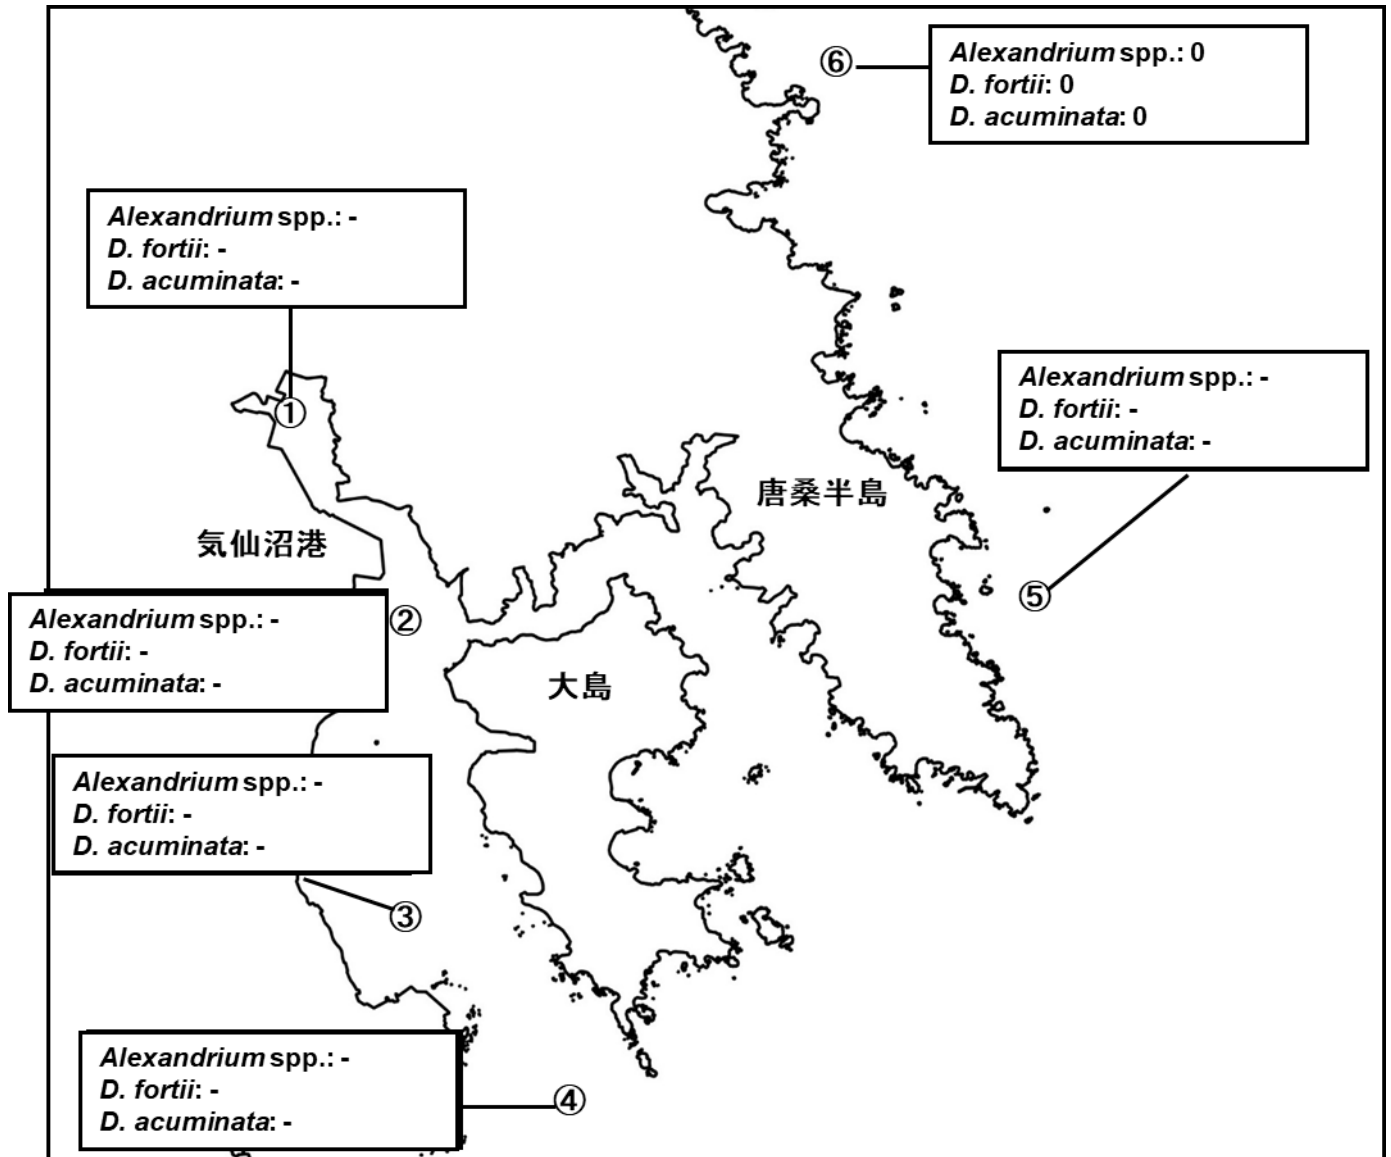 ⑥
Alexandrium spp.: 0
D. fortii: 0
D. acuminata: 0
Alexandrium spp.: -
D. fortii: -
D. acuminata: -
①
Alexandrium spp.: -
D. fortii: -
D. acuminata: -
唐桑半島
気仙沼港
⑤
Alexandrium spp.: -
D. fortii: -
D. acuminata: -
②
大島
Alexandrium spp.: -
D. fortii: -
D. acuminata: -
③
Alexandrium spp.: -
D. fortii: -
D. acuminata: -
④